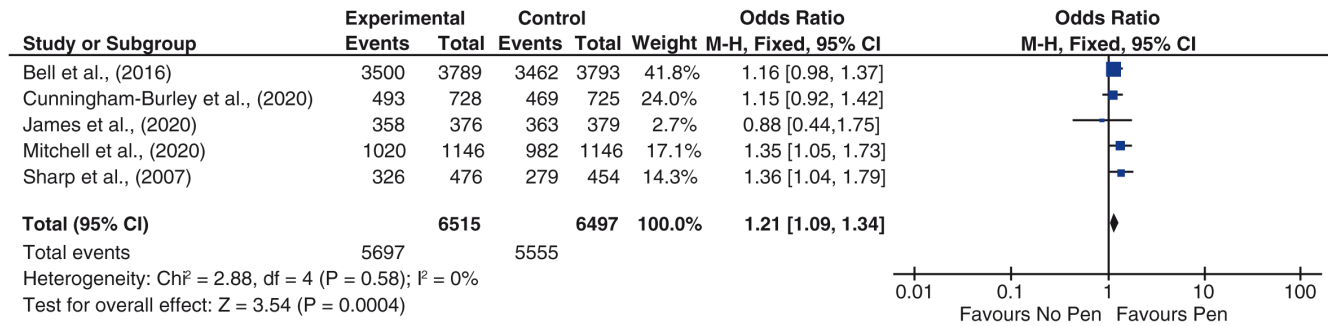 Experimental Control Odds Ratio Odds Ratio
Study or Subgroup Events Total Events Total Weight M-H, Fixed, 95% CI M-H, Fixed, 95% CI
Bell et al., (2016) 3500 3789 3462 3793 41.8% 1.16 [0.98, 1.37]
Cunningham-Burley et al., (2020) 493 728 469 725 24.0% 1.15 [0.92, 1.42]
James et al., (2020) 358 376 363 379 2.7% 0.88 [0.44,1.75]
Mitchell et al., (2020) 1020 1146 982 1146 17.1% 1.35 [1.05, 1.73]
Sharp et al., (2007) 326 476 279 454 14.3% 1.36 [1.04, 1.79]
Total (95% CI) 6515 6497 100.0% 1.21 [1.09, 1.34]
Total events 5697 5555
Heterogeneity: Chi² = 2.88, df = 4 (P = 0.58); I² = 0%
Test for overall effect: Z = 3.54 (P = 0.0004)
0.01 0.1 1 10 100
Favours No Pen Favours Pen